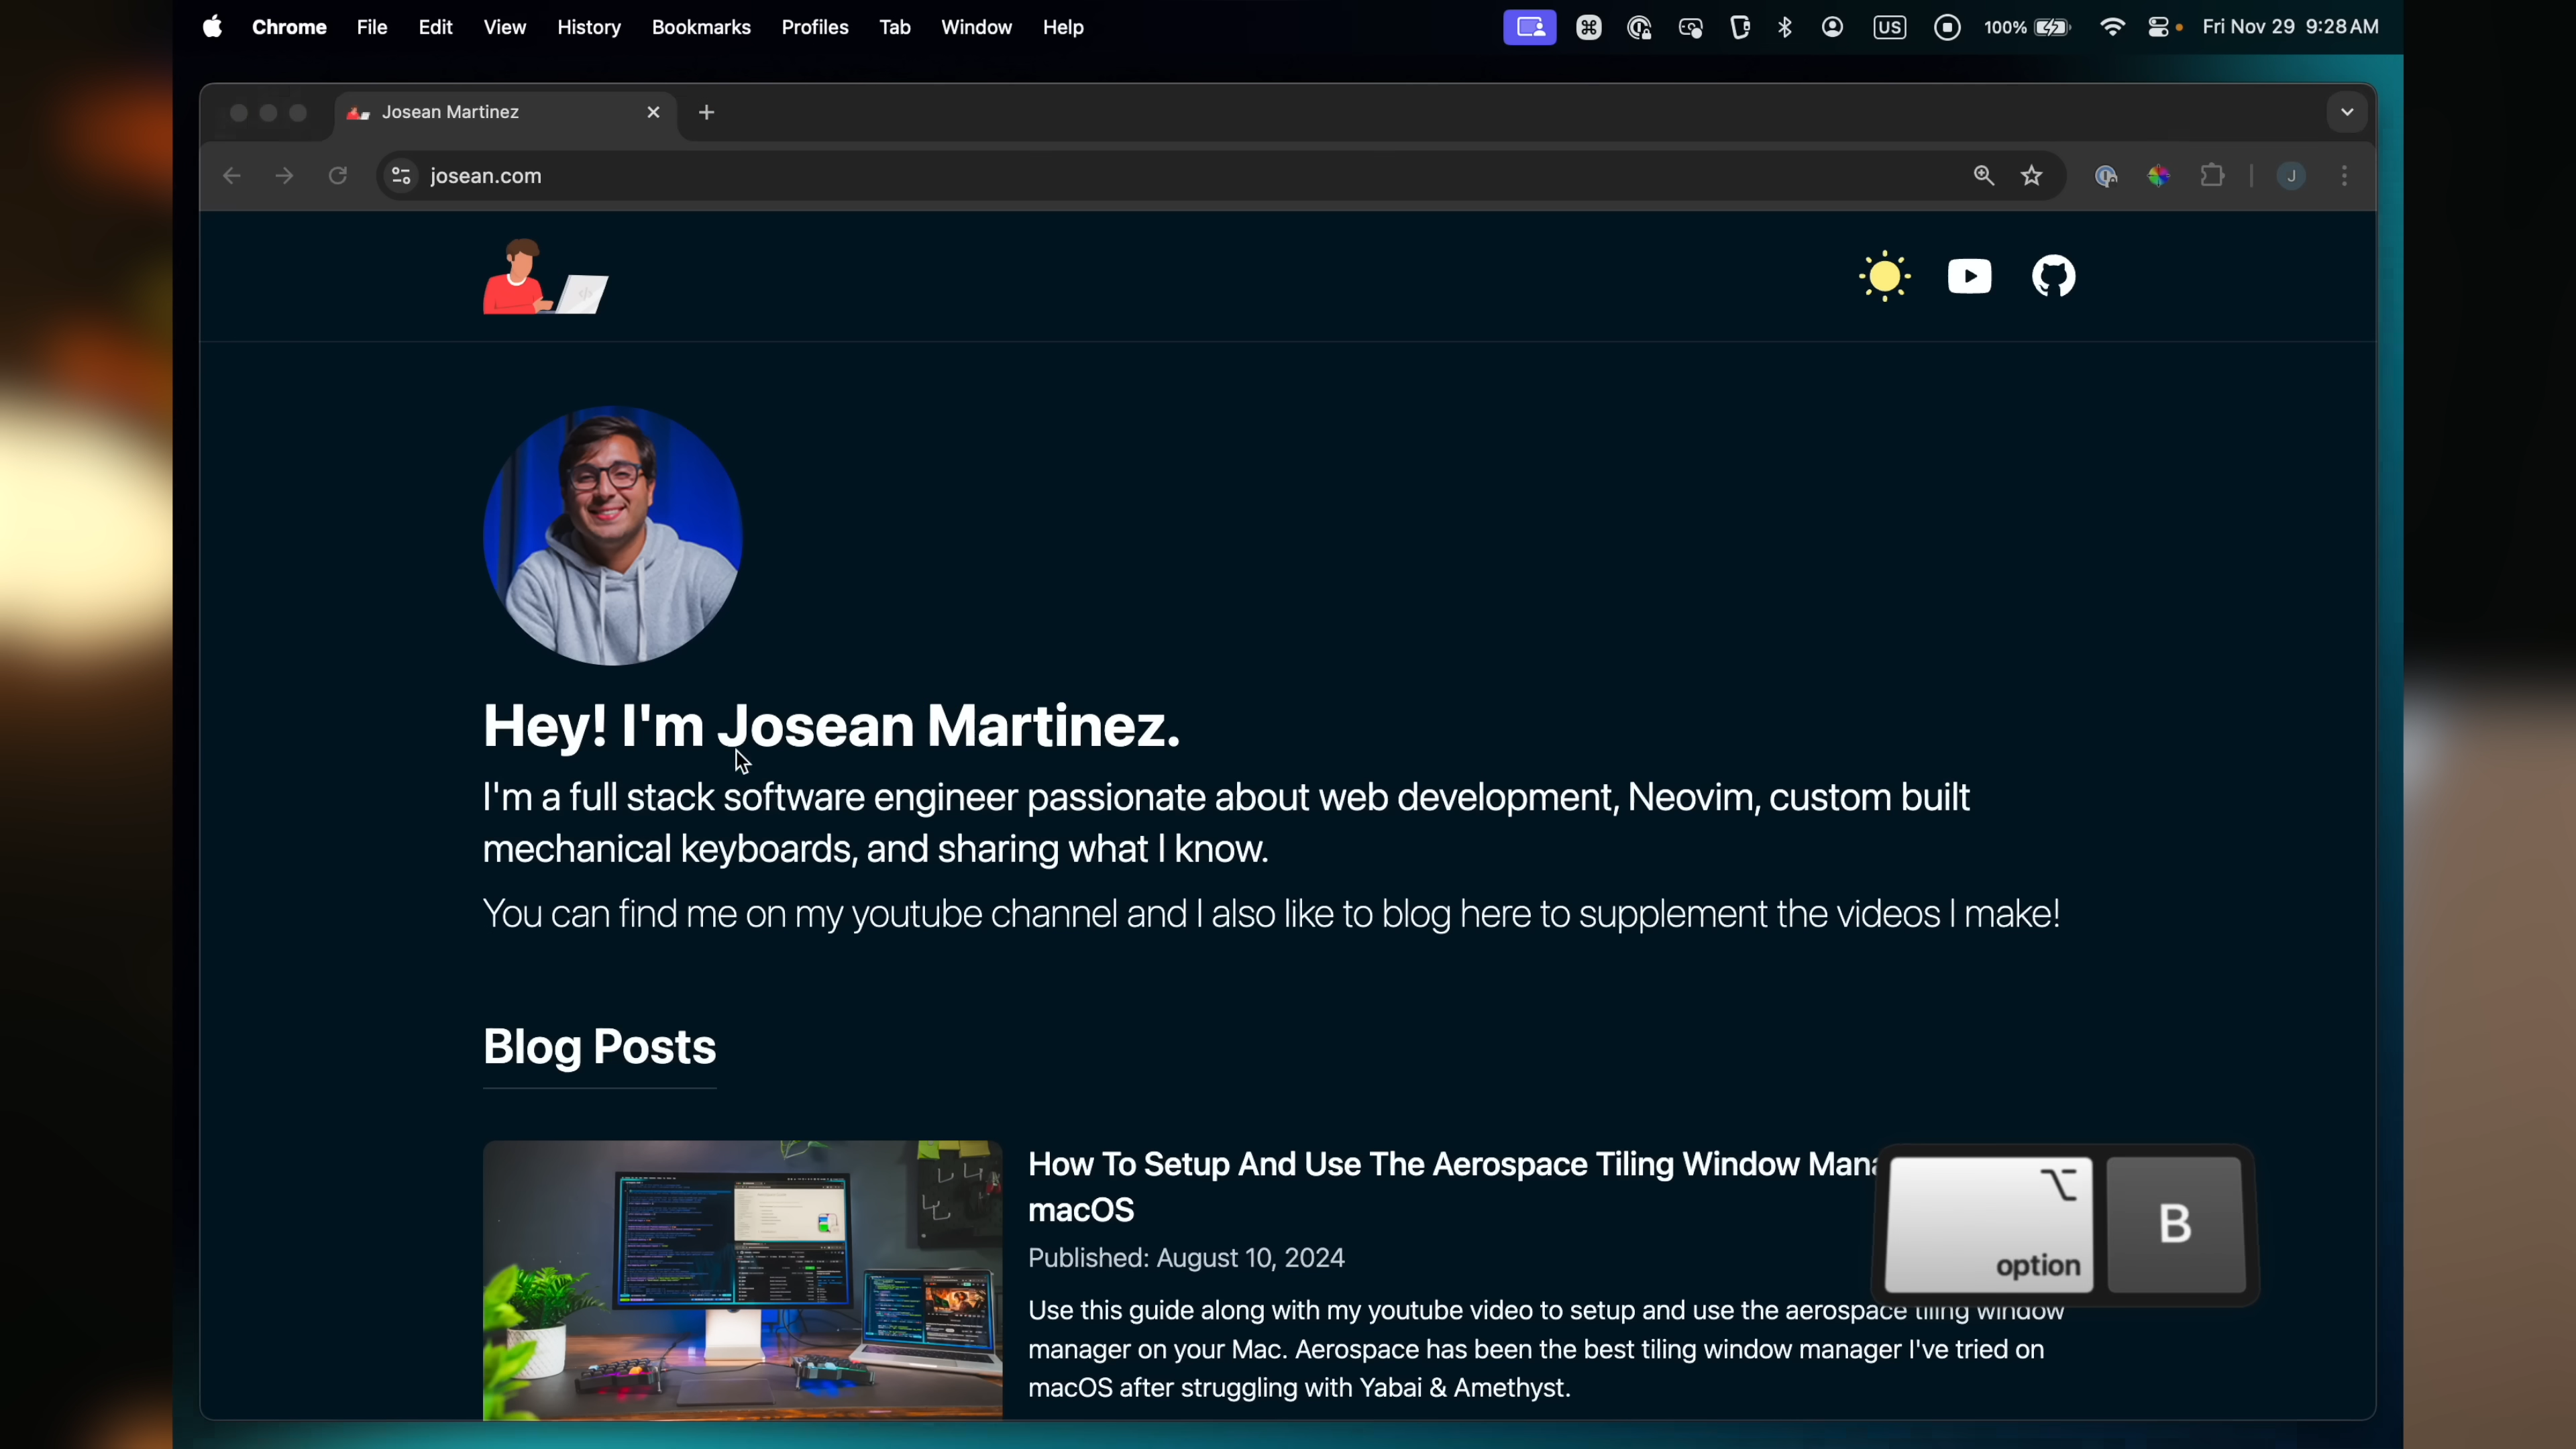 Chrome File Edit View History Bookmarks Profiles Tab Window Help US 100% Fri Nov 29 9:28 AM
Josean Martinez
josean.com
J
Hey! I'm Josean Martinez.
I'm a full stack software engineer passionate about web development, Neovim, custom built
mechanical keyboards, and sharing what I know.
You can find me on my youtube channel and I also like to blog here to supplement the videos I make!
Blog Posts
How To Setup And Use The Aerospace Tiling Window
macOS
Published: August 10, 2024
Use this guide along with my youtube video to setup and use the aerospace tiling window
manager on your Mac. Aerospace has been the best tiling window manager I've tried on
macOS after struggling with Yabai & Amethyst.
option
B